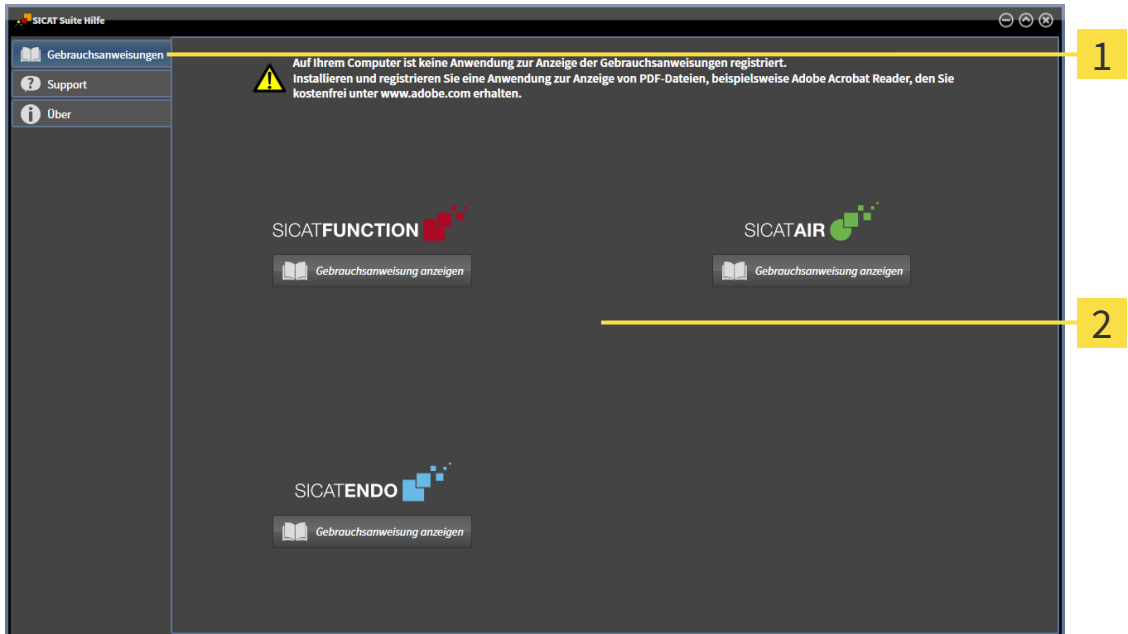 SICAT Suite Hilfe
Gebrauchsanweisungen
Support
Über
Auf Ihrem Computer ist keine Anwendung zur Anzeige der Gebrauchsanweisungen registriert.
Installieren und registrieren Sie eine Anwendung zur Anzeige von PDF-Dateien, beispielsweise Adobe Acrobat Reader, den Sie
kostenfrei unter www.adobe.com erhalten.
1
SICATFUNCTION
Gebrauchsanweisung anzeigen
SICATAIR
Gebrauchsanweisung anzeigen
2
SICATENDO
Gebrauchsanweisung anzeigen